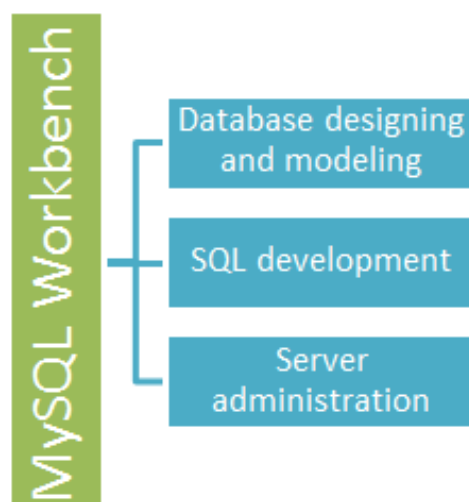 MySQL Workbench
Database designing
and modeling
SQL development
Server
administration